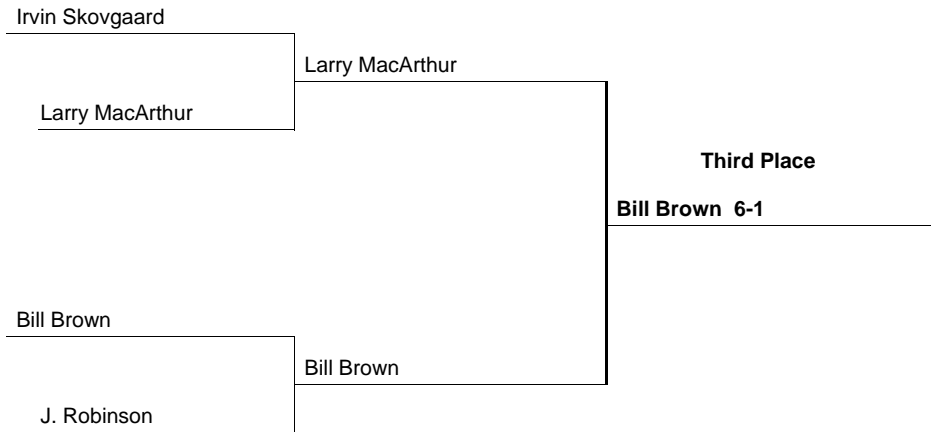 Irvin Skovgaard
Larry MacArthur
Larry MacArthur
Third Place
Bill Brown 6-1
Bill Brown
Bill Brown
J. Robinson